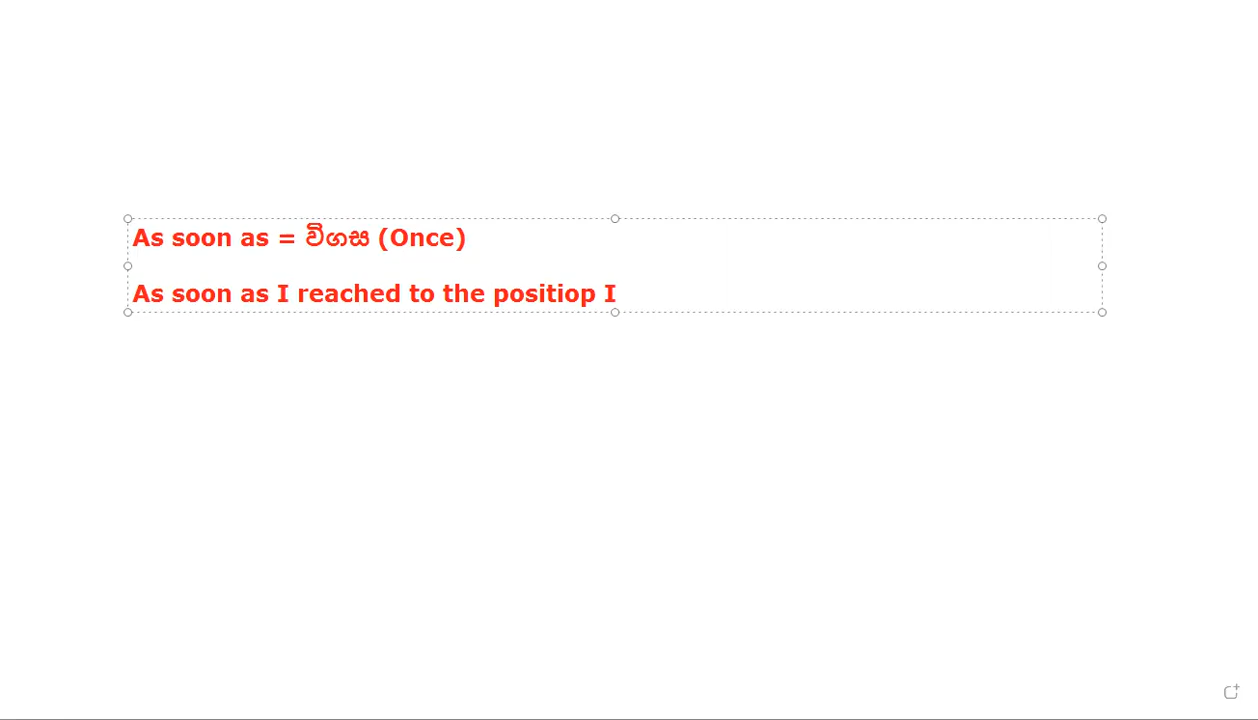 As soon as = විගස (Once)
As soon as I reached to the positiop I